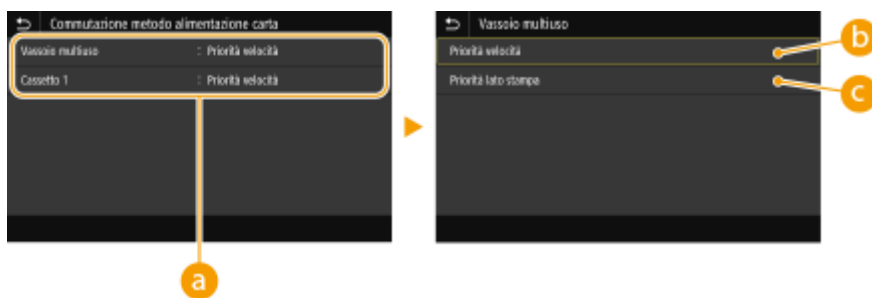 Commutazione metodo alimentazione carta
Vassoio multiuso : Priorità velocità
Cassetto 1 : Priorità velocità
a
Vassoio multiuso
Priorità velocità
Priorità lato stampa
b
c